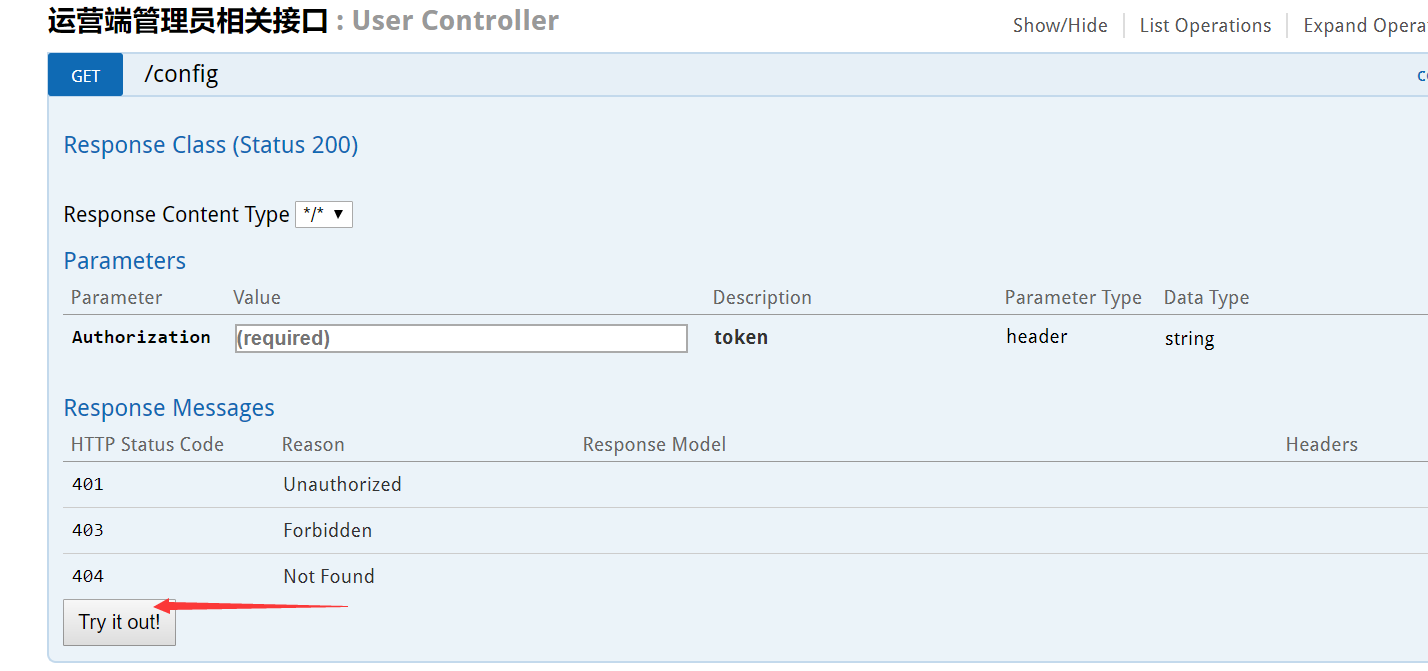 运营端管理员相关接口 : User Controller
Show/Hide List Operations Expand Opera
GET /config
Response Class (Status 200)
Response Content Type */* ▼
Parameters
Parameter Value Description Parameter Type Data Type
Authorization (required) token header string
Response Messages
HTTP Status Code Reason Response Model Headers
401 Unauthorized
403 Forbidden
404 Not Found
Try it out!